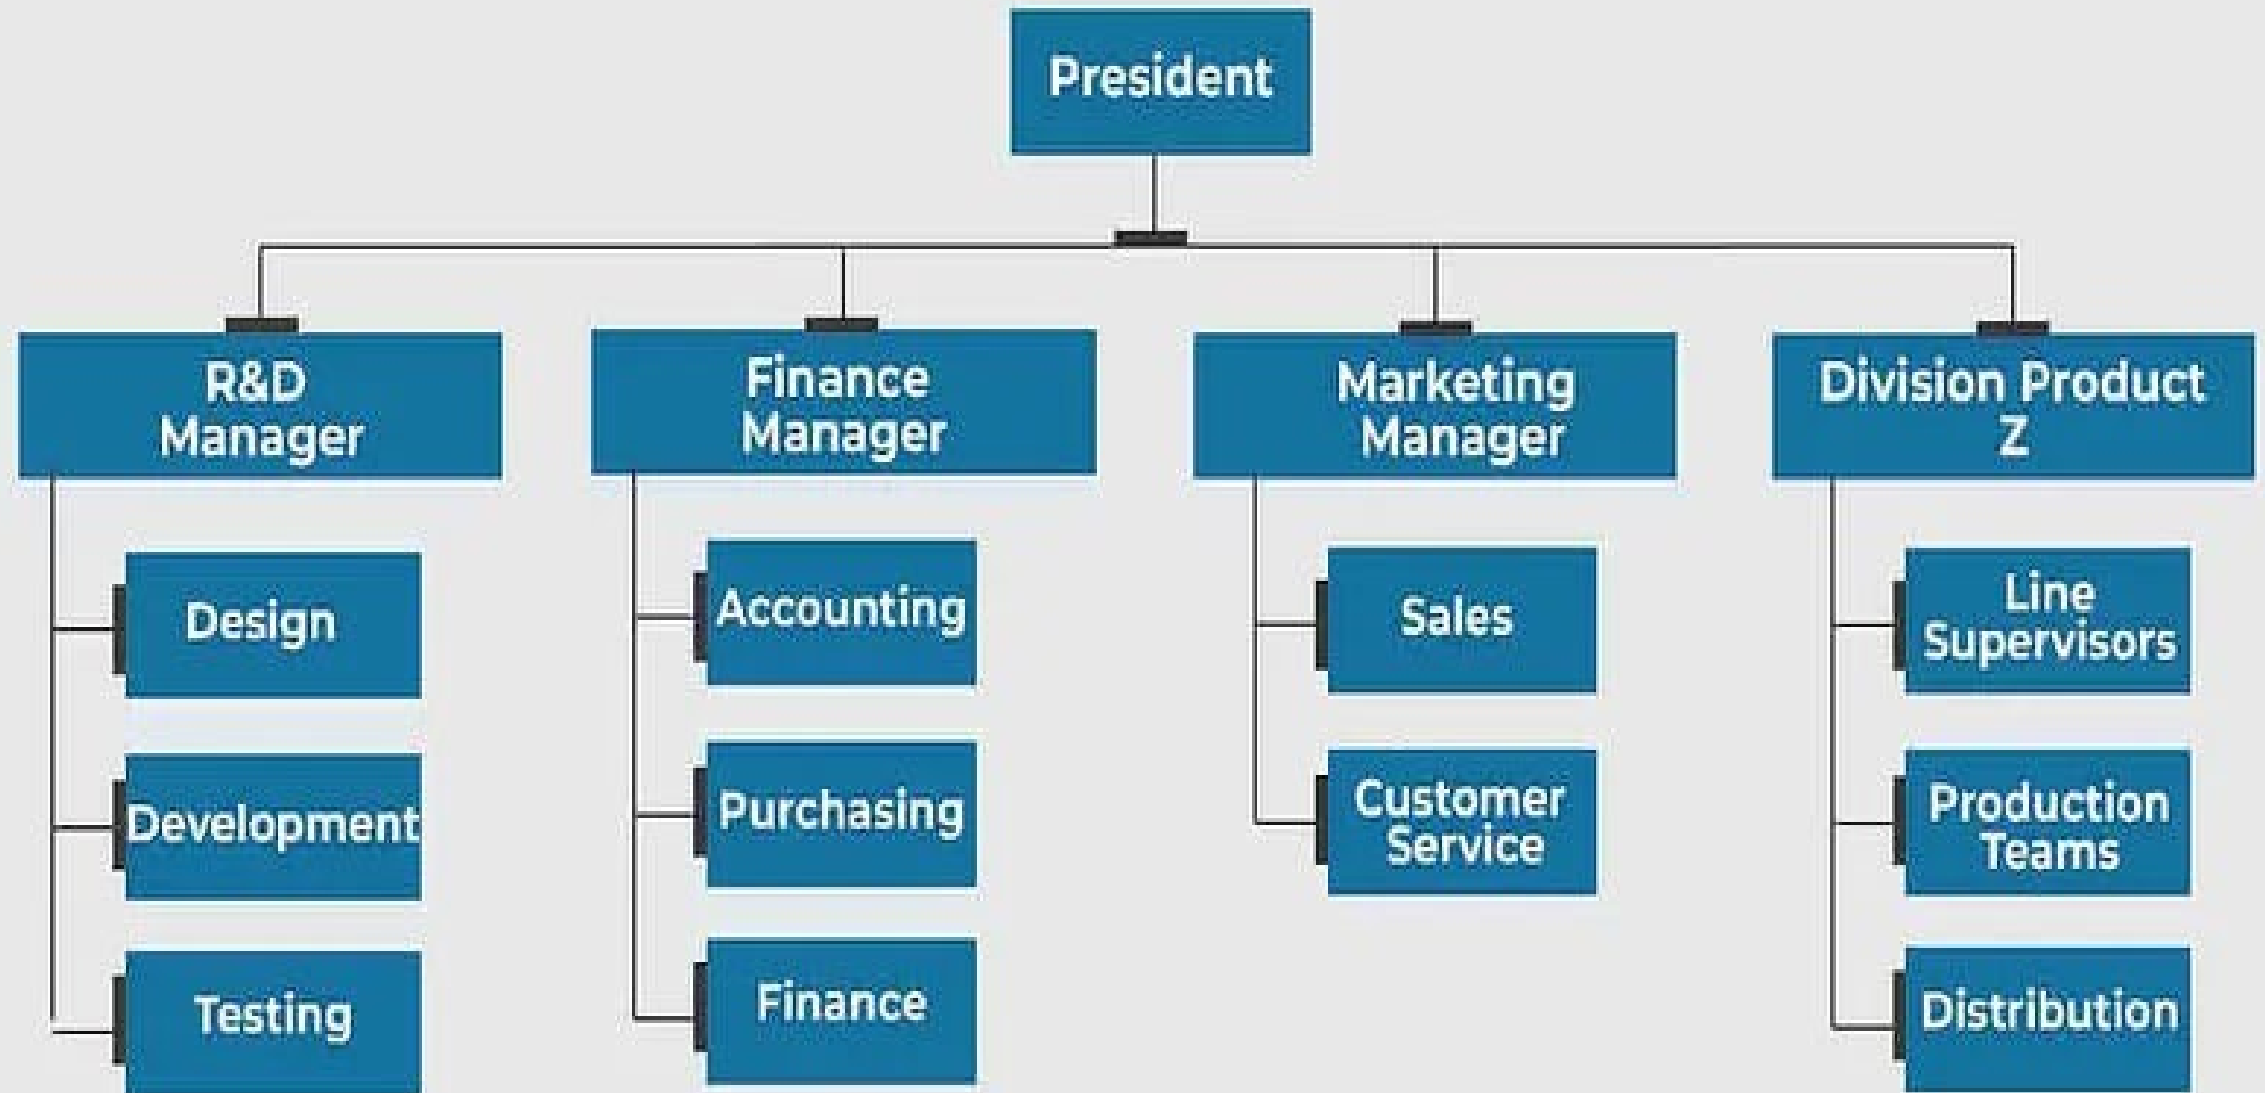 President
R&D
Manager
Finance
Manager
Marketing
Manager
Division Product
Z
Design
Development
Testing
Accounting
Purchasing
Finance
Sales
Customer
Service
Line
Supervisors
Production
Teams
Distribution